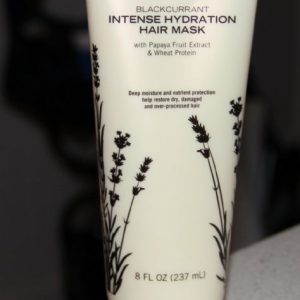 BLACKCURRANT
INTENSE HYDRATION
HAIR MASK
with Papaya Fruit Extract
& Wheat Protein
Deep moisture and nutrient protection
help restore dry, damaged
and over-processed hair
8 FL OZ (237 mL)